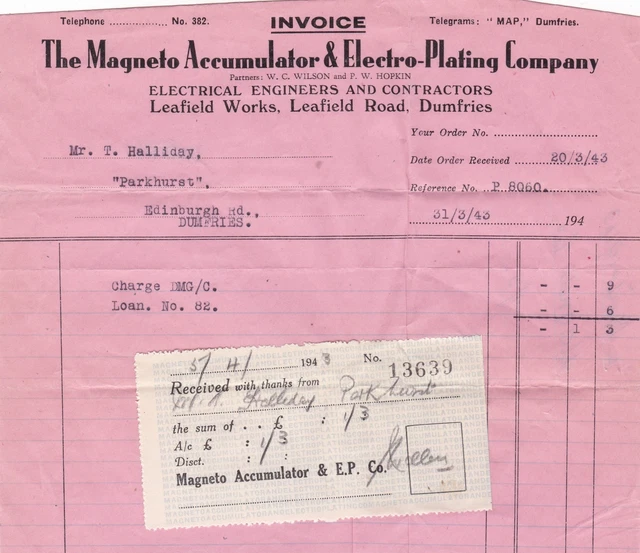 Telephone .................. No. 382.
INVOICE
Telegrams: "MAP," Dumfries.
The Magneto Accumulator & Electro-Plating Company
Partners: W. C. WILSON and P. W. HOPKIN
ELECTRICAL ENGINEERS AND CONTRACTORS
Leafield Works, Leafield Road, Dumfries
Your Order No.
Mr. T. Halliday,
Date Order Received 20/3/43
"Parkhurst",
Reference No. P 8060.
Edinburgh Rd.,
DUMFRIES.
31/3/43 194
Charge DMG/C. - - 9
Loan. No. 82. - - 6
- 1 3
5/4/ 1943 No. 13639
Received with thanks from
Halliday Parkhurst
the sum of . . £ : 1/3
A/c £ : 1/3
Disct. : :
Magneto Accumulator & E.P. Co.